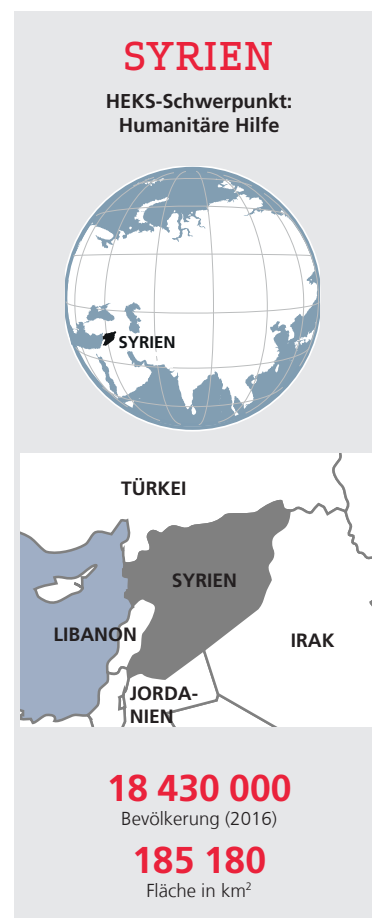 SYRIEN
HEKS-Schwerpunkt:
Humanitäre Hilfe
SYRIEN
TÜRKEI
SYRIEN
LIBANON
IRAK
JORDA-
NIEN
18 430 000
Bevölkerung (2016)
185 180
Fläche in km²